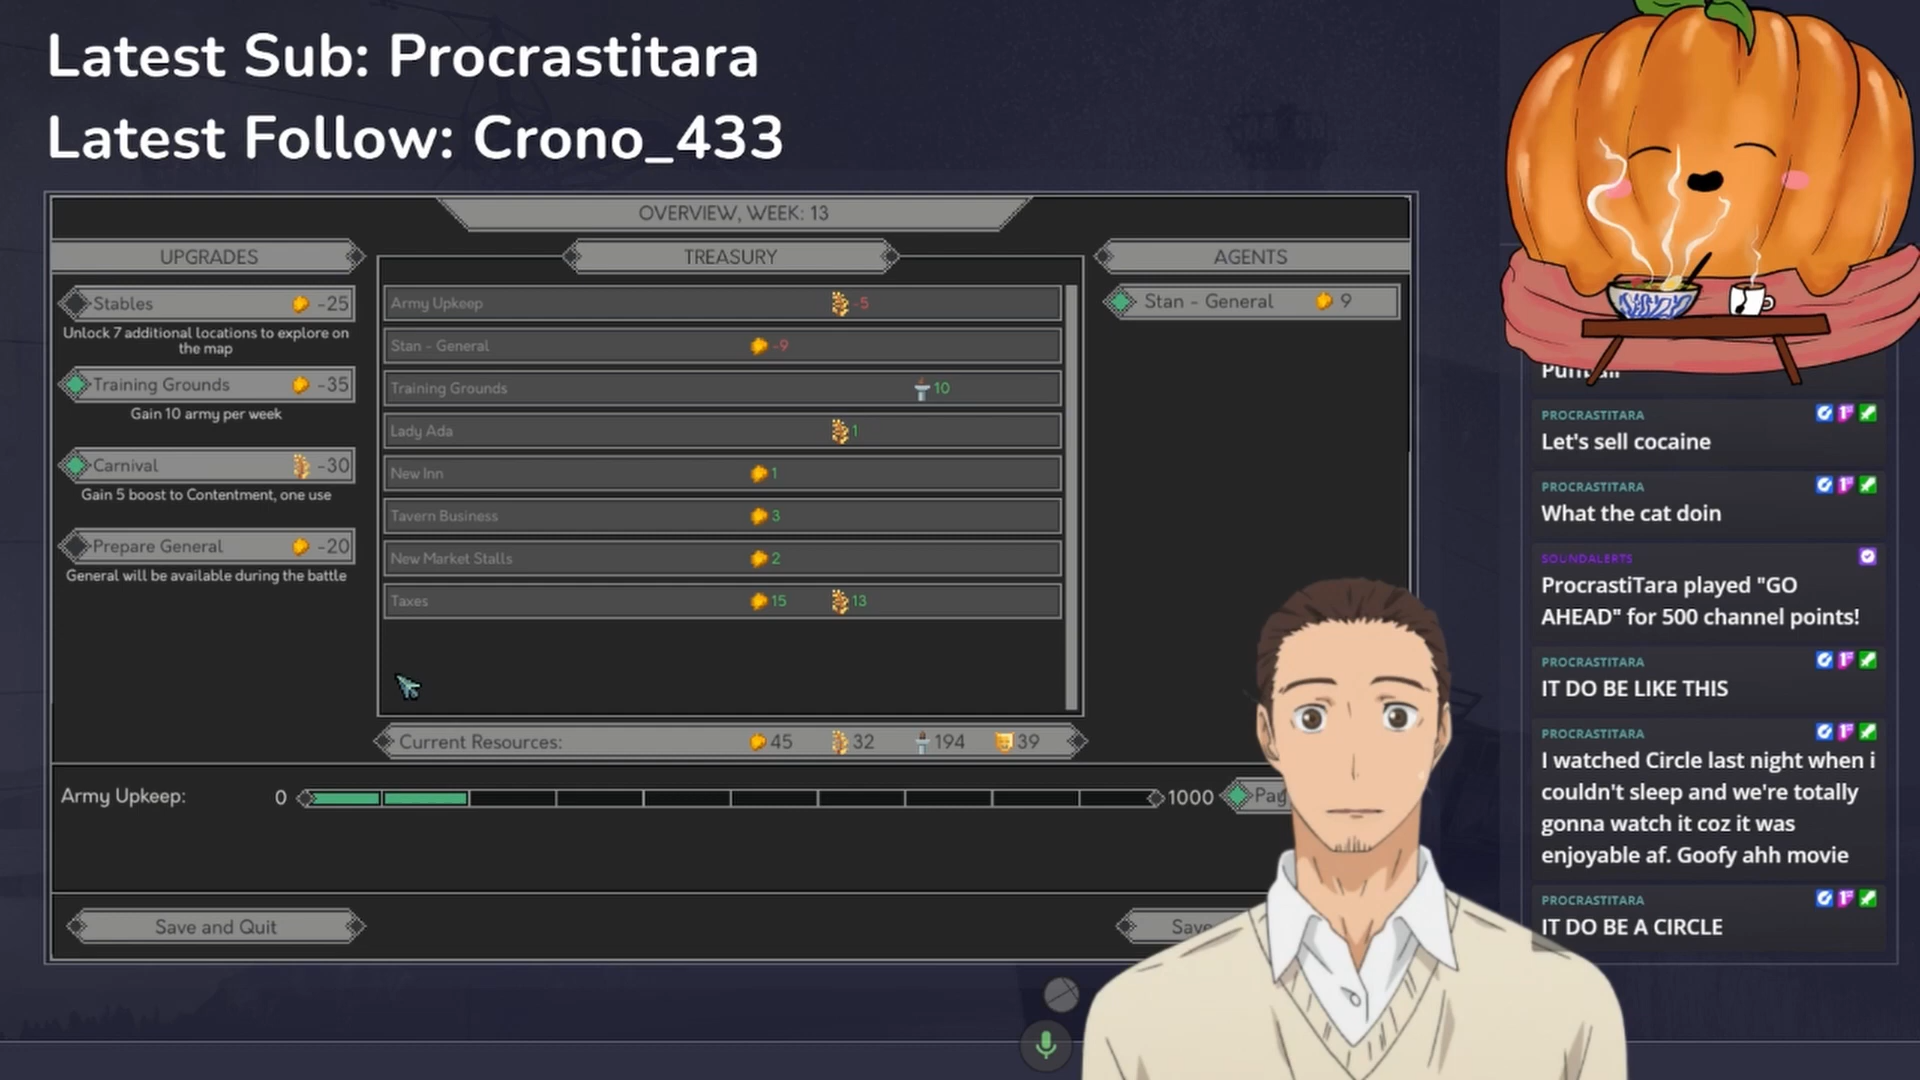 Latest Sub: Procrastitara
Latest Follow: Crono_433
OVERVIEW, WEEK: 13
UPGRADES
Stables -25
Unlock 7 additional locations to explore on
the map
Training Grounds -35
Gain 10 army per week
Carnival -30
Gain 5 boost to Contentment, one use
Prepare General -20
General will be available during the battle
TREASURY
Army Upkeep -5
Stan - General -9
Training Grounds 10
Lady Ada 1
New Inn 1
Tavern Business 3
New Market Stalls 2
Taxes 15 13
Current Resources: 45 32 194 39
AGENTS
Stan - General 9
Army Upkeep: 0 1000 Pay
Save and Quit
Save
PROCRASTITARA
Let's sell cocaine
PROCRASTITARA
What the cat doin
SOUNDALERTS
ProcrastiTara played "GO
AHEAD" for 500 channel points!
PROCRASTITARA
IT DO BE LIKE THIS
PROCRASTITARA
I watched Circle last night when i
couldn't sleep and we're totally
gonna watch it coz it was
enjoyable af. Goofy ahh movie
PROCRASTITARA
IT DO BE A CIRCLE